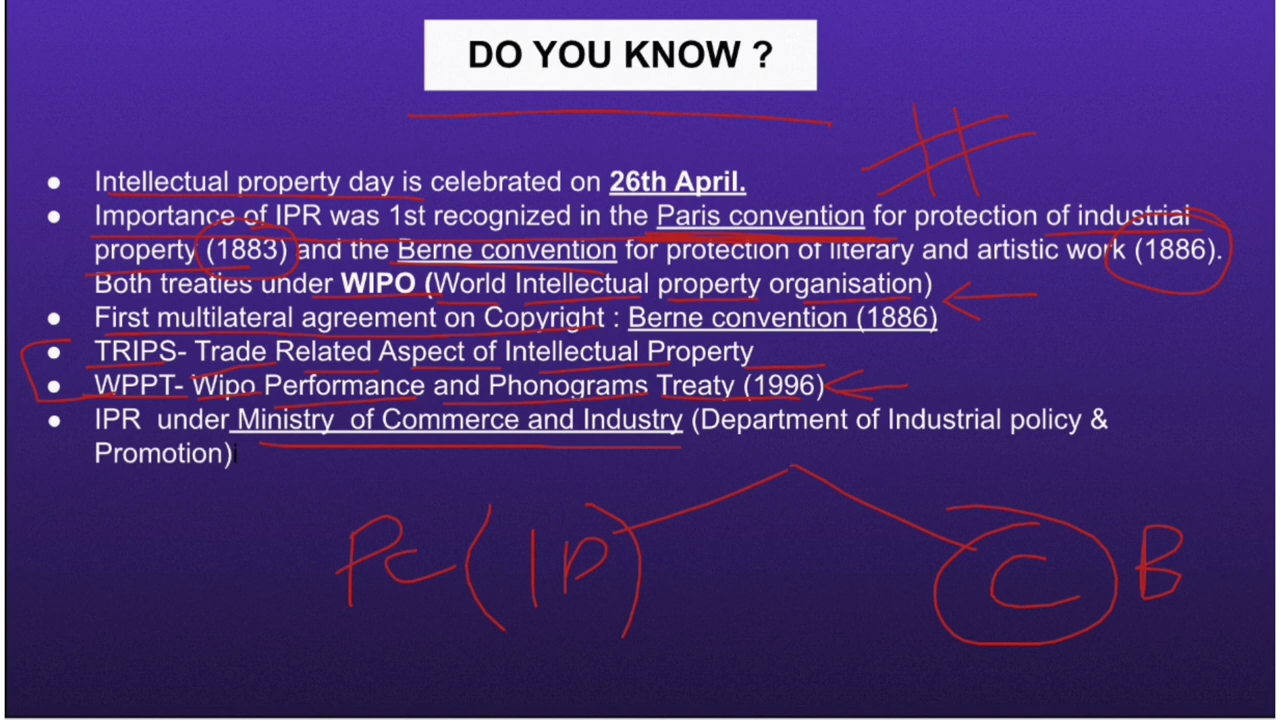 DO YOU KNOW ?
● Intellectual property day is celebrated on 26th April.
● Importance of IPR was 1st recognized in the Paris convention for protection of industrial
property (1883) and the Berne convention for protection of literary and artistic work (1886).
Both treaties under WIPO (World Intellectual property organisation)
● First multilateral agreement on Copyright : Berne convention (1886)
● TRIPS- Trade Related Aspect of Intellectual Property
● WPPT- Wipo Performance and Phonograms Treaty (1996)
● IPR under Ministry of Commerce and Industry (Department of Industrial policy &
Promotion)
PC (IP) C B